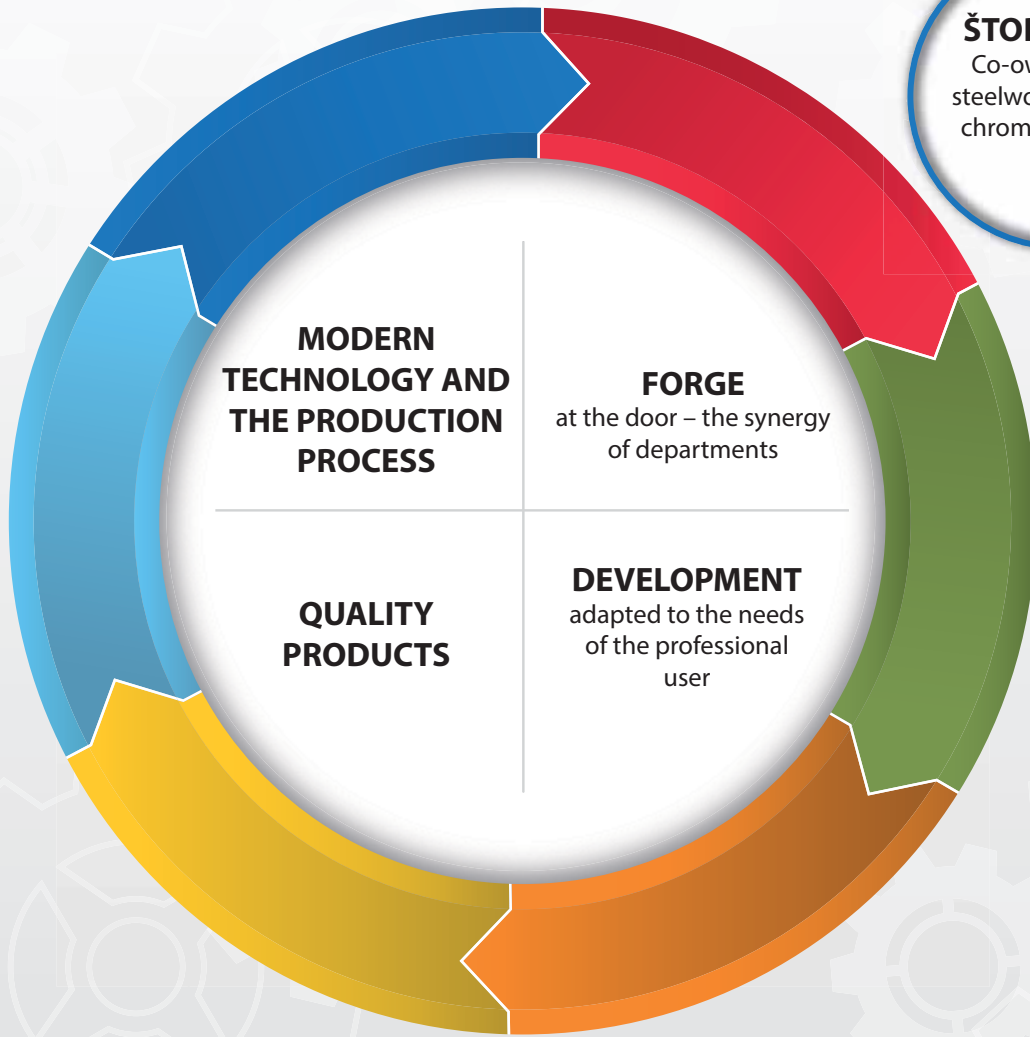 MODERN
TECHNOLOGY AND
THE PRODUCTION
PROCESS
FORGE
at the door – the synergy
of departments
QUALITY
PRODUCTS
DEVELOPMENT
adapted to the needs
of the professional
user